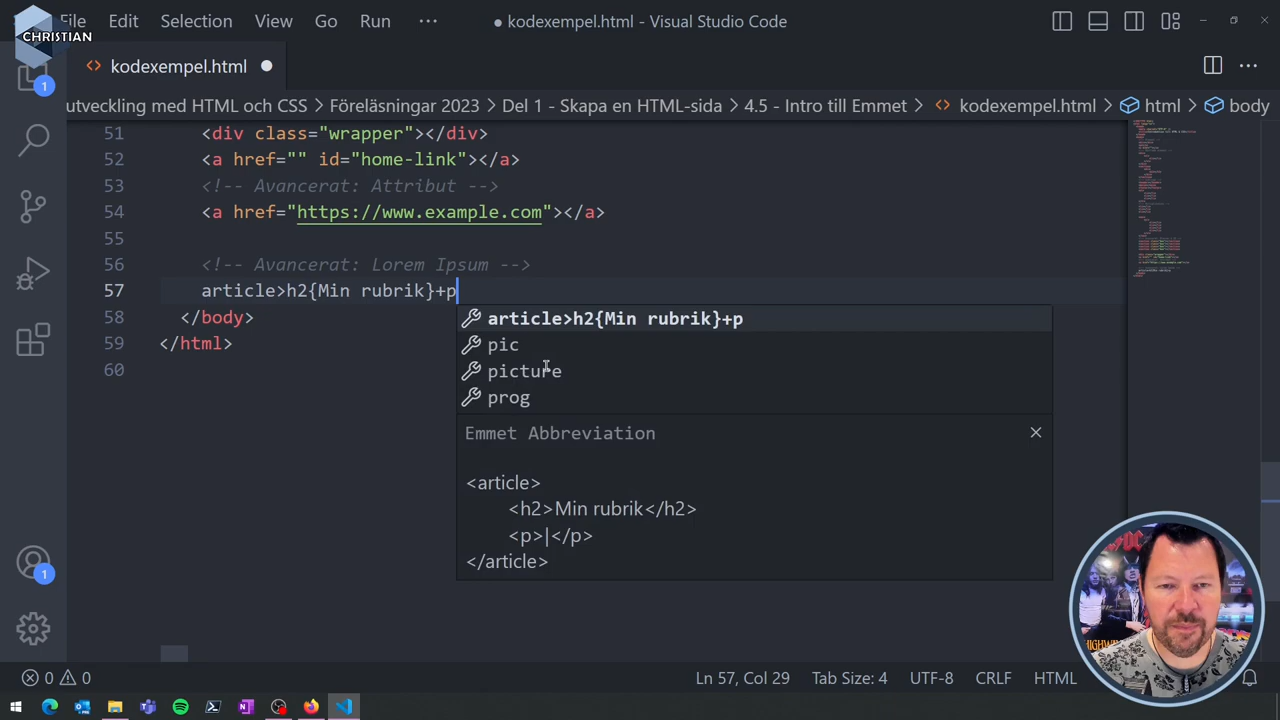 CHRISTIAN
File Edit Selection View Go Run ··· ● kodexempel.html - Visual Studio Code
kodexempel.html
utveckling med HTML och CSS > Föreläsningar 2023 > Del 1 - Skapa en HTML-sida > 4.5 - Intro till Emmet > kodexempel.html > html > body
51 <div class="wrapper"></div>
52 <a href="" id="home-link"></a>
53 <!-- Avancerat: Attribut -->
54 <a href="https://www.example.com"></a>
55
56 <!-- Avancerat: Lorem Ipsum -->
57 article>h2{Min rubrik}+p
58 </body>
59 </html>
60
article>h2{Min rubrik}+p
pic
picture
prog
Emmet Abbreviation
<article>
<h2>Min rubrik</h2>
<p>|</p>
</article>
1
1
0 0 Ln 57, Col 29 Tab Size: 4 UTF-8 CRLF HTML